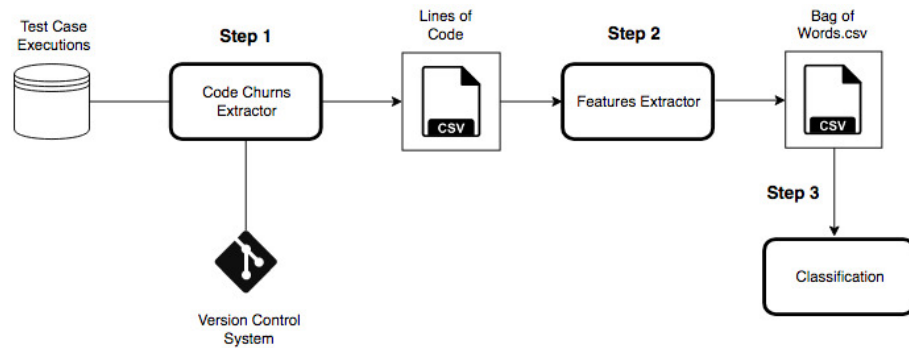 Test Case
Executions
Step 1
Code Churns
Extractor
Lines of
Code
CSV
Step 2
Features Extractor
Bag of
Words.csv
CSV
Step 3
Classification
Version Control
System